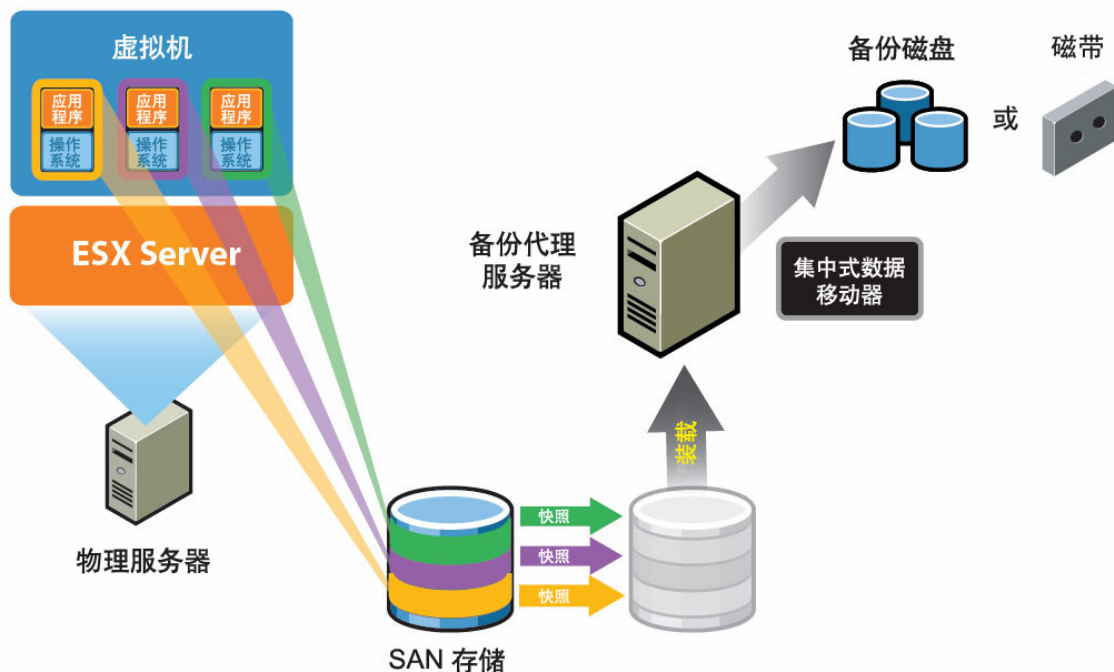 虚拟机
应用
程序
操作
系统
应用
程序
操作
系统
应用
程序
操作
系统
ESX Server
物理服务器
SAN 存储
快照
快照
快照
装载
备份代理
服务器
集中式数据
移动器
备份磁盘
或
磁带